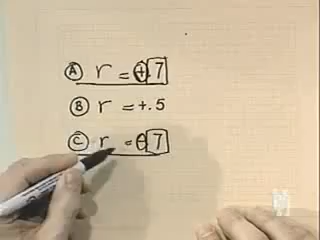 A r = +.7
B r = +.5
C r = -.7